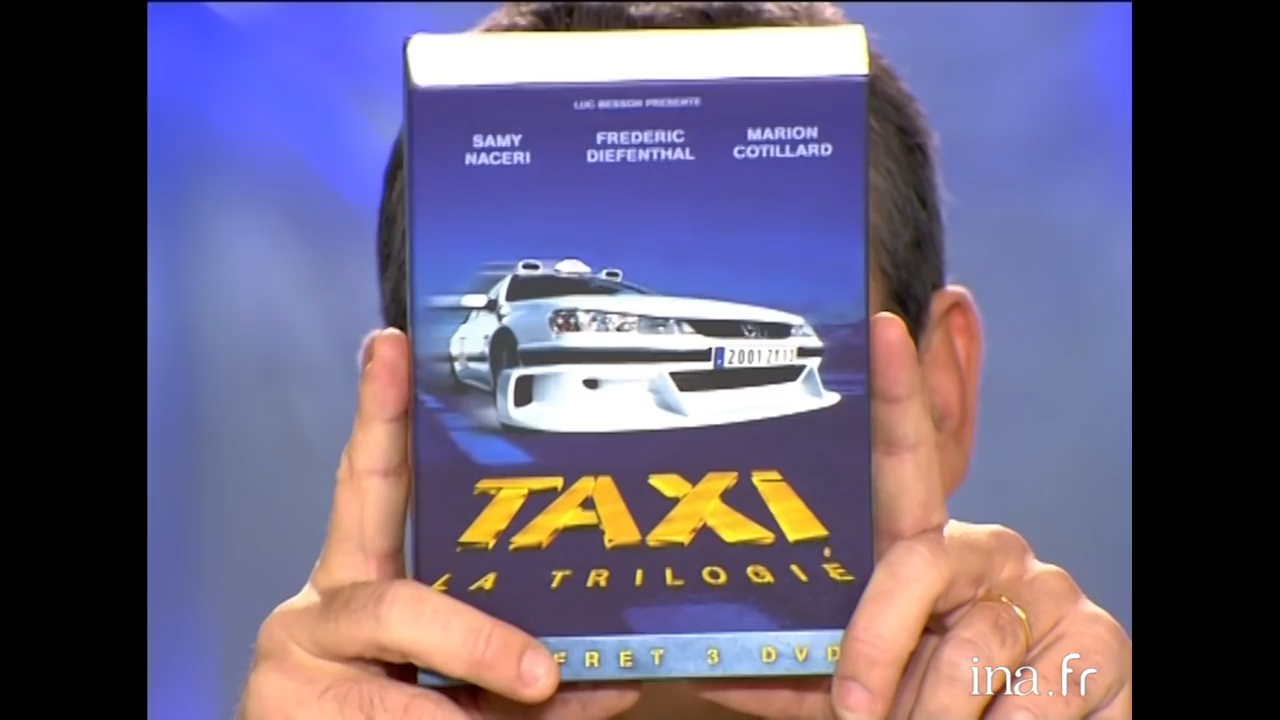 LUC BESSON PRESENTE
SAMY
NACERI
FREDERIC
DIEFENTHAL
MARION
COTILLARD
2001 ZT 13
TAXI
LA TRILOGIE
FRET 3 DVD
ina.fr